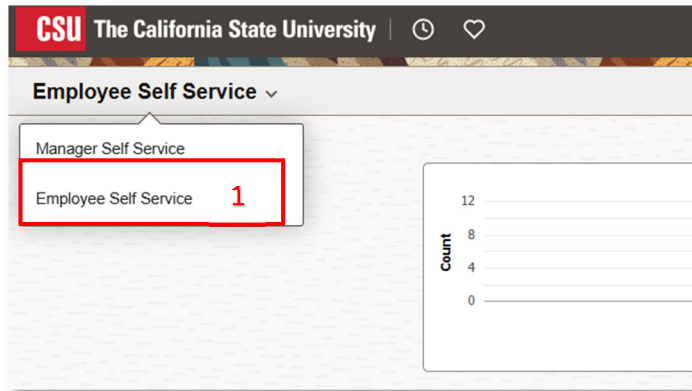 CSU The California State University
Employee Self Service
Manager Self Service
Employee Self Service 1
12
8
4
0
Count